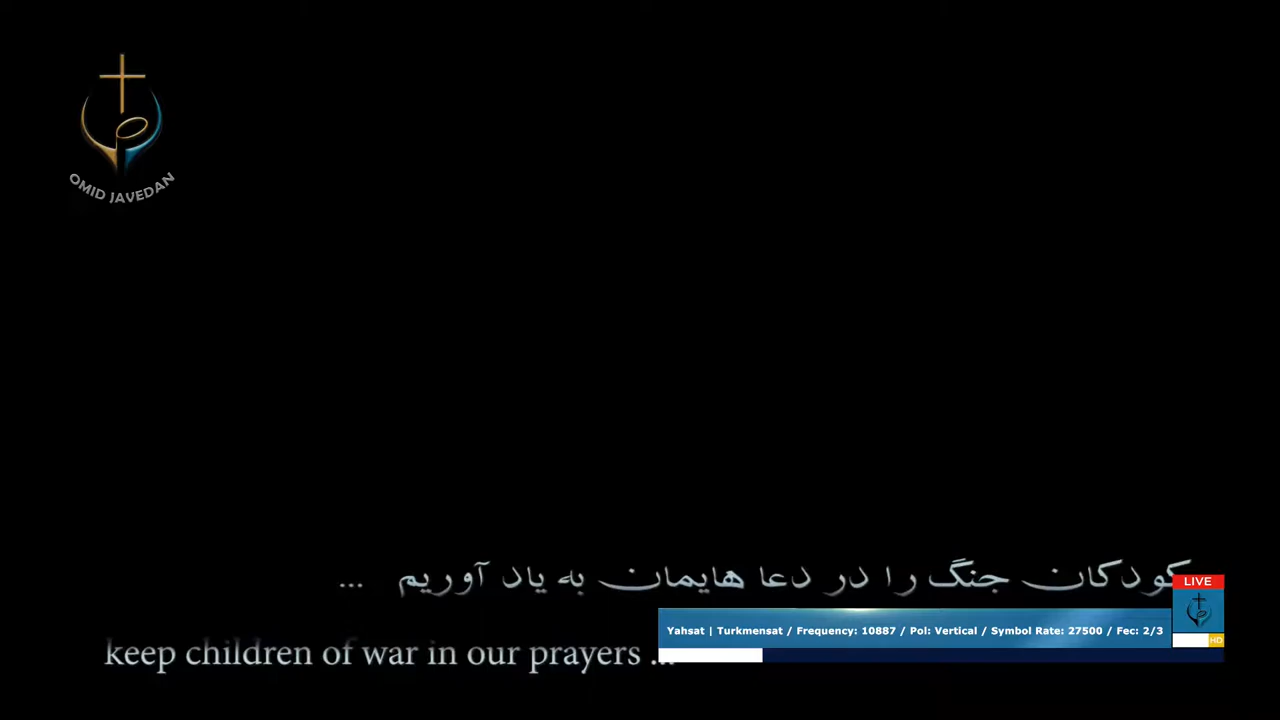 OMID JAVEDAN
کودکان جنگ را در دعا هایمان به یاد آوریم ...
LIVE
Yahsat | Turkmensat / Frequency: 10887 / Pol: Vertical / Symbol Rate: 27500 / Fec: 2/3
HD
keep children of war in our prayers ...